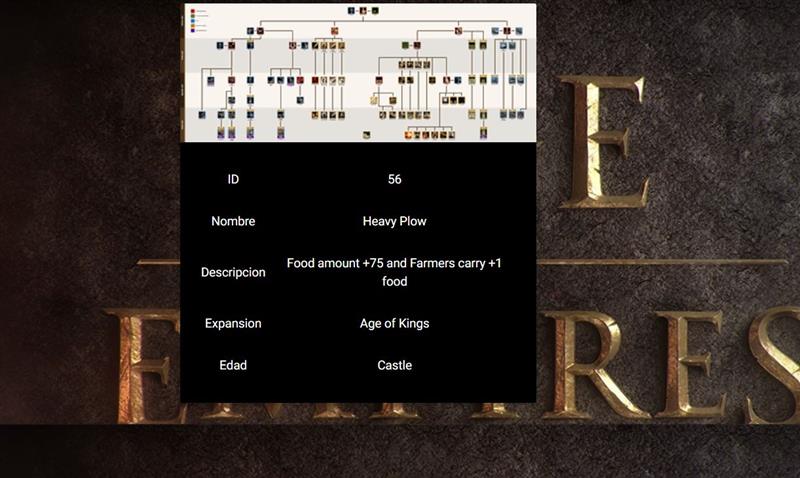 E
ID 56
Nombre Heavy Plow
Descripcion Food amount +75 and Farmers carry +1
food
Expansion Age of Kings
Edad Castle